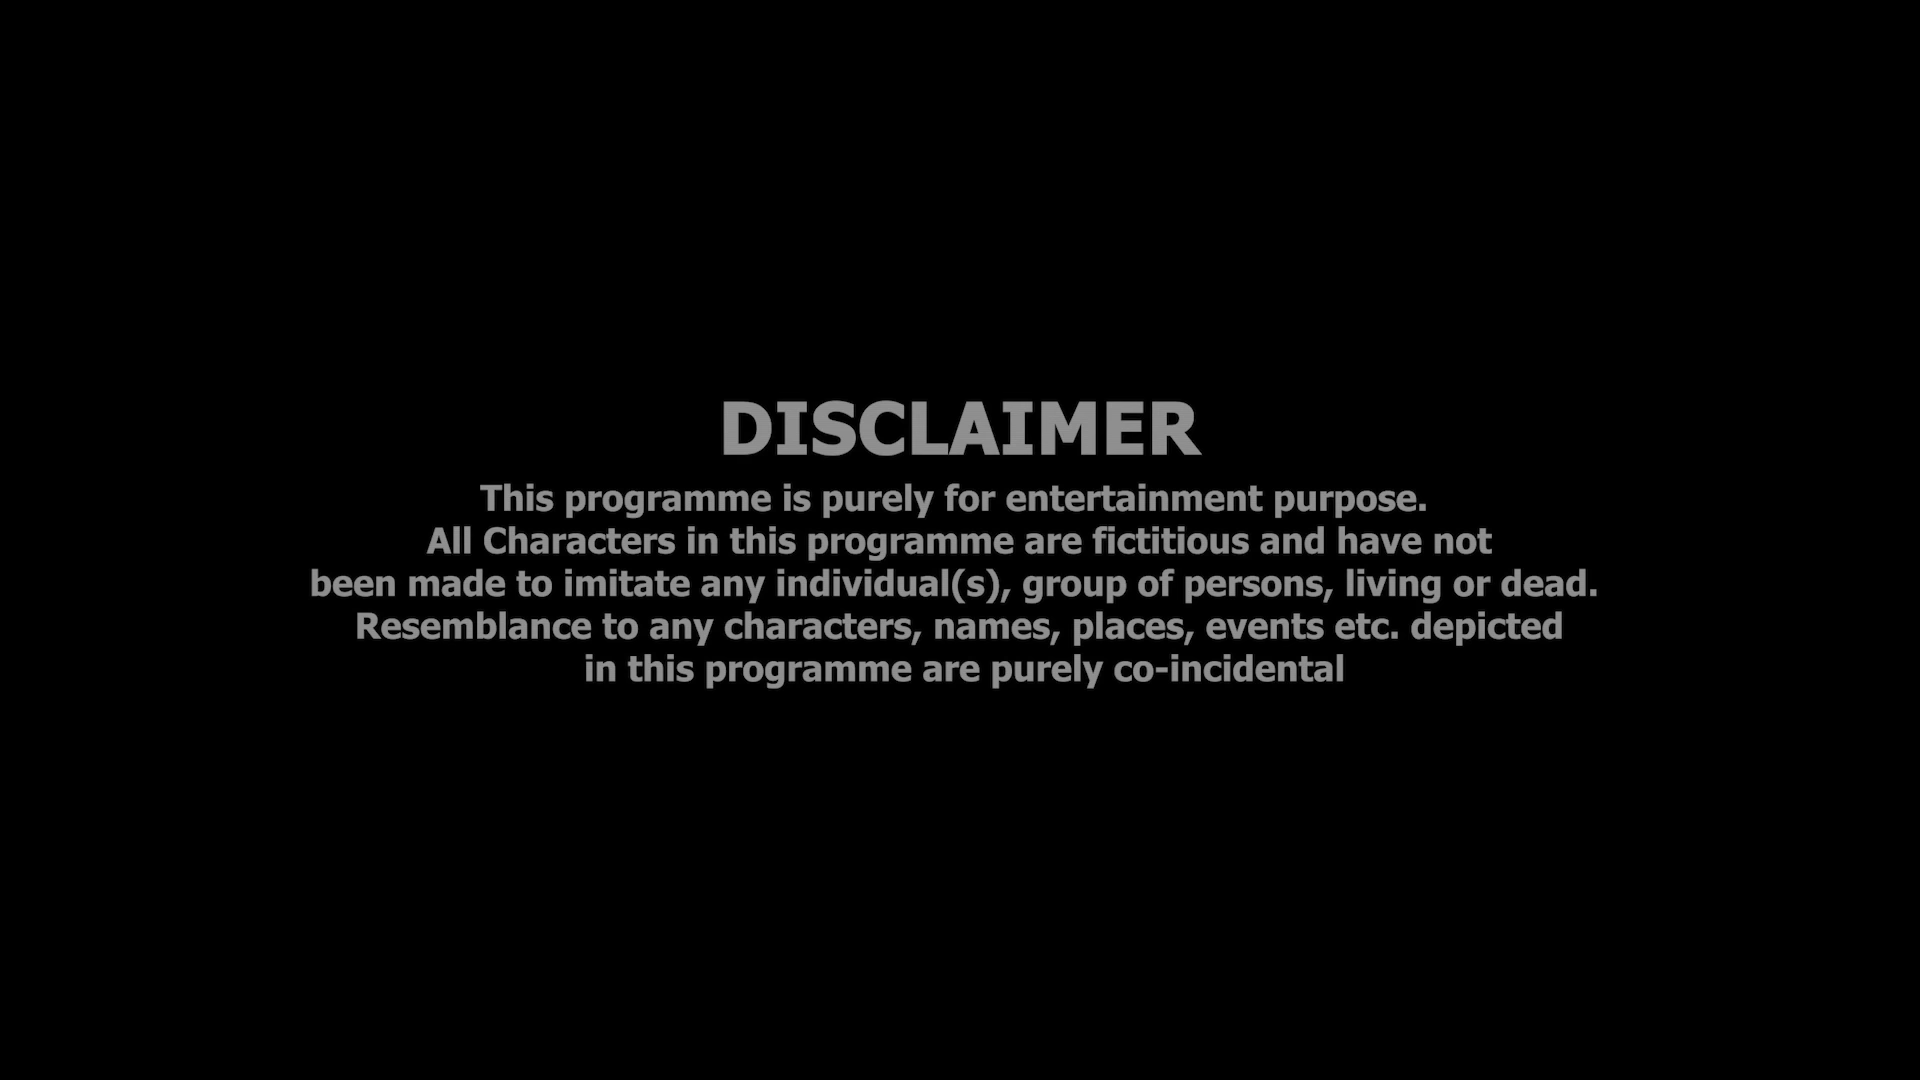 DISCLAIMER
This programme is purely for entertainment purpose.
All Characters in this programme are fictitious and have not
been made to imitate any individual(s), group of persons, living or dead.
Resemblance to any characters, names, places, events etc. depicted
in this programme are purely co-incidental